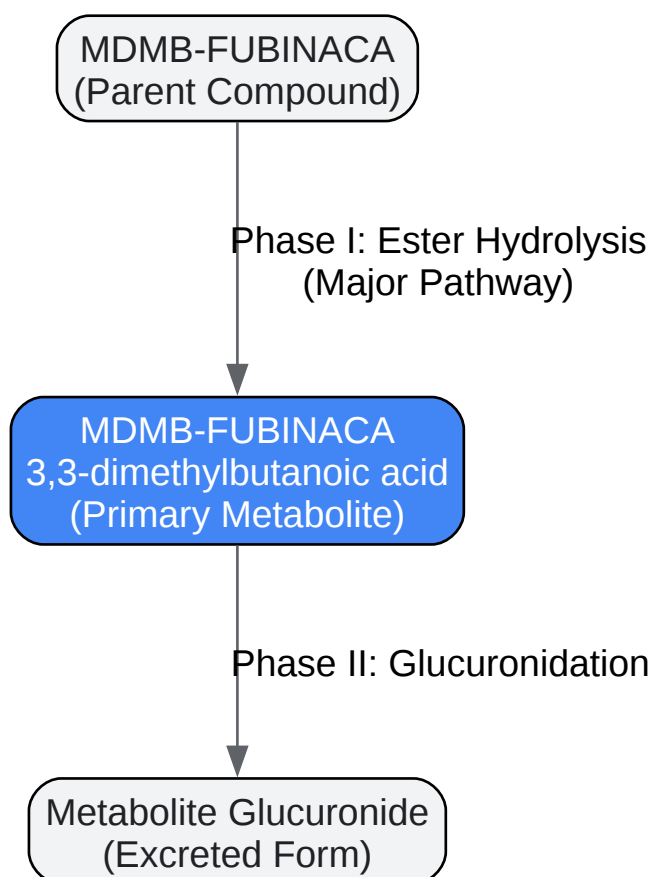 MDMB-FUBINACA
(Parent Compound)
Phase I: Ester Hydrolysis
(Major Pathway)
MDMB-FUBINACA
3,3-dimethylbutanoic acid
(Primary Metabolite)
Phase II: Glucuronidation
Metabolite Glucuronide
(Excreted Form)